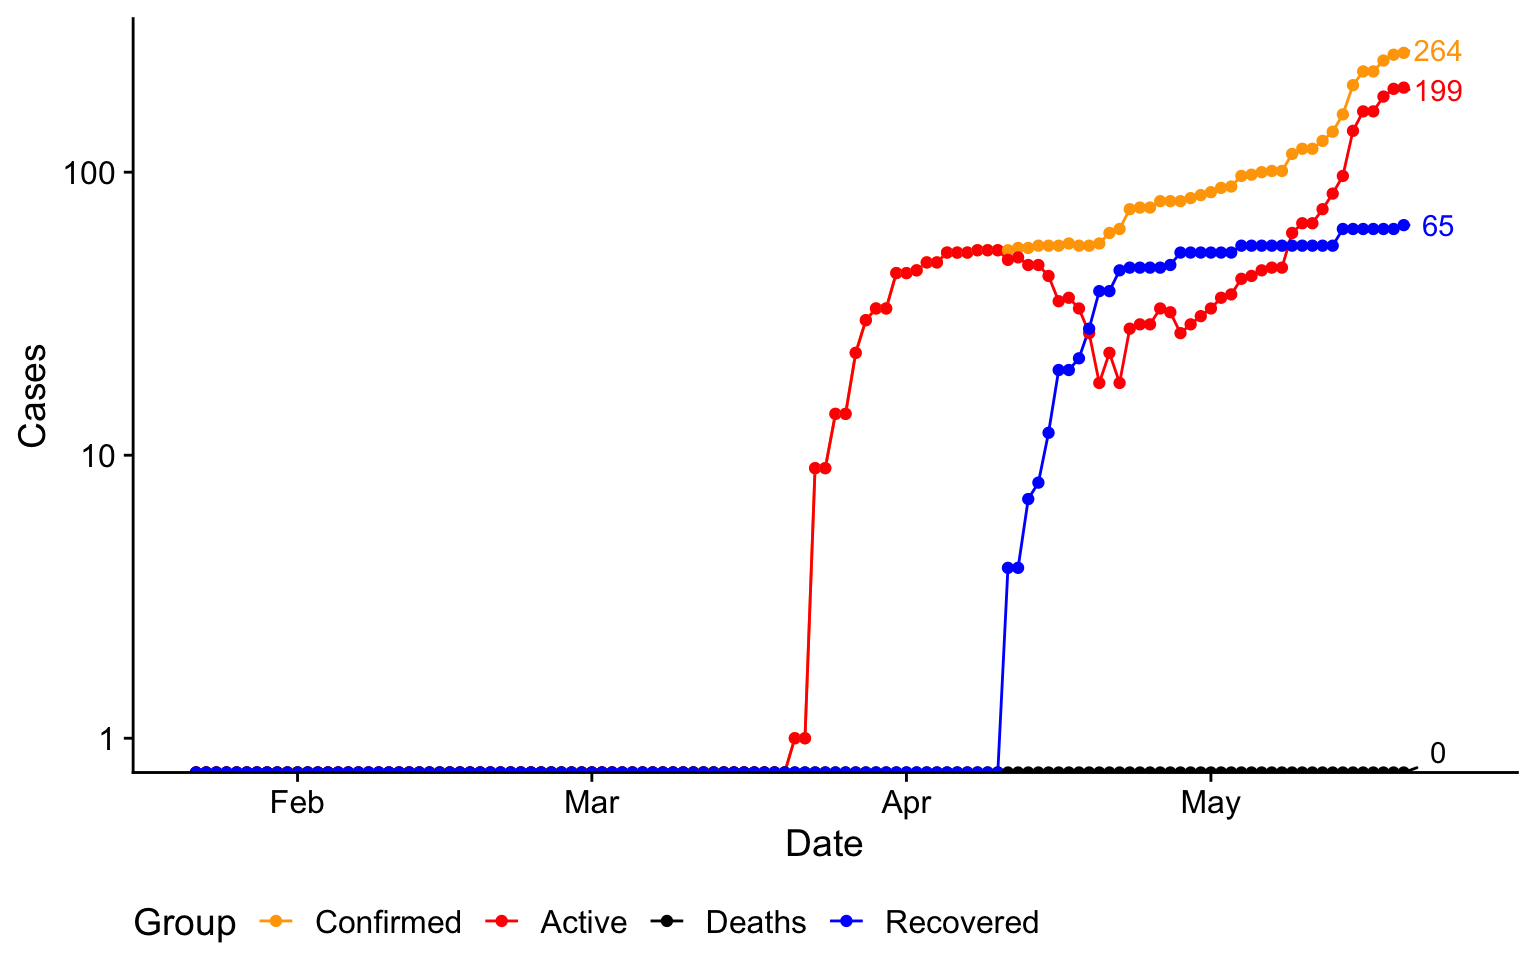 264
199
100
65
Cases
10
1
0
Feb Mar Apr May
Date
Group Confirmed Active Deaths Recovered